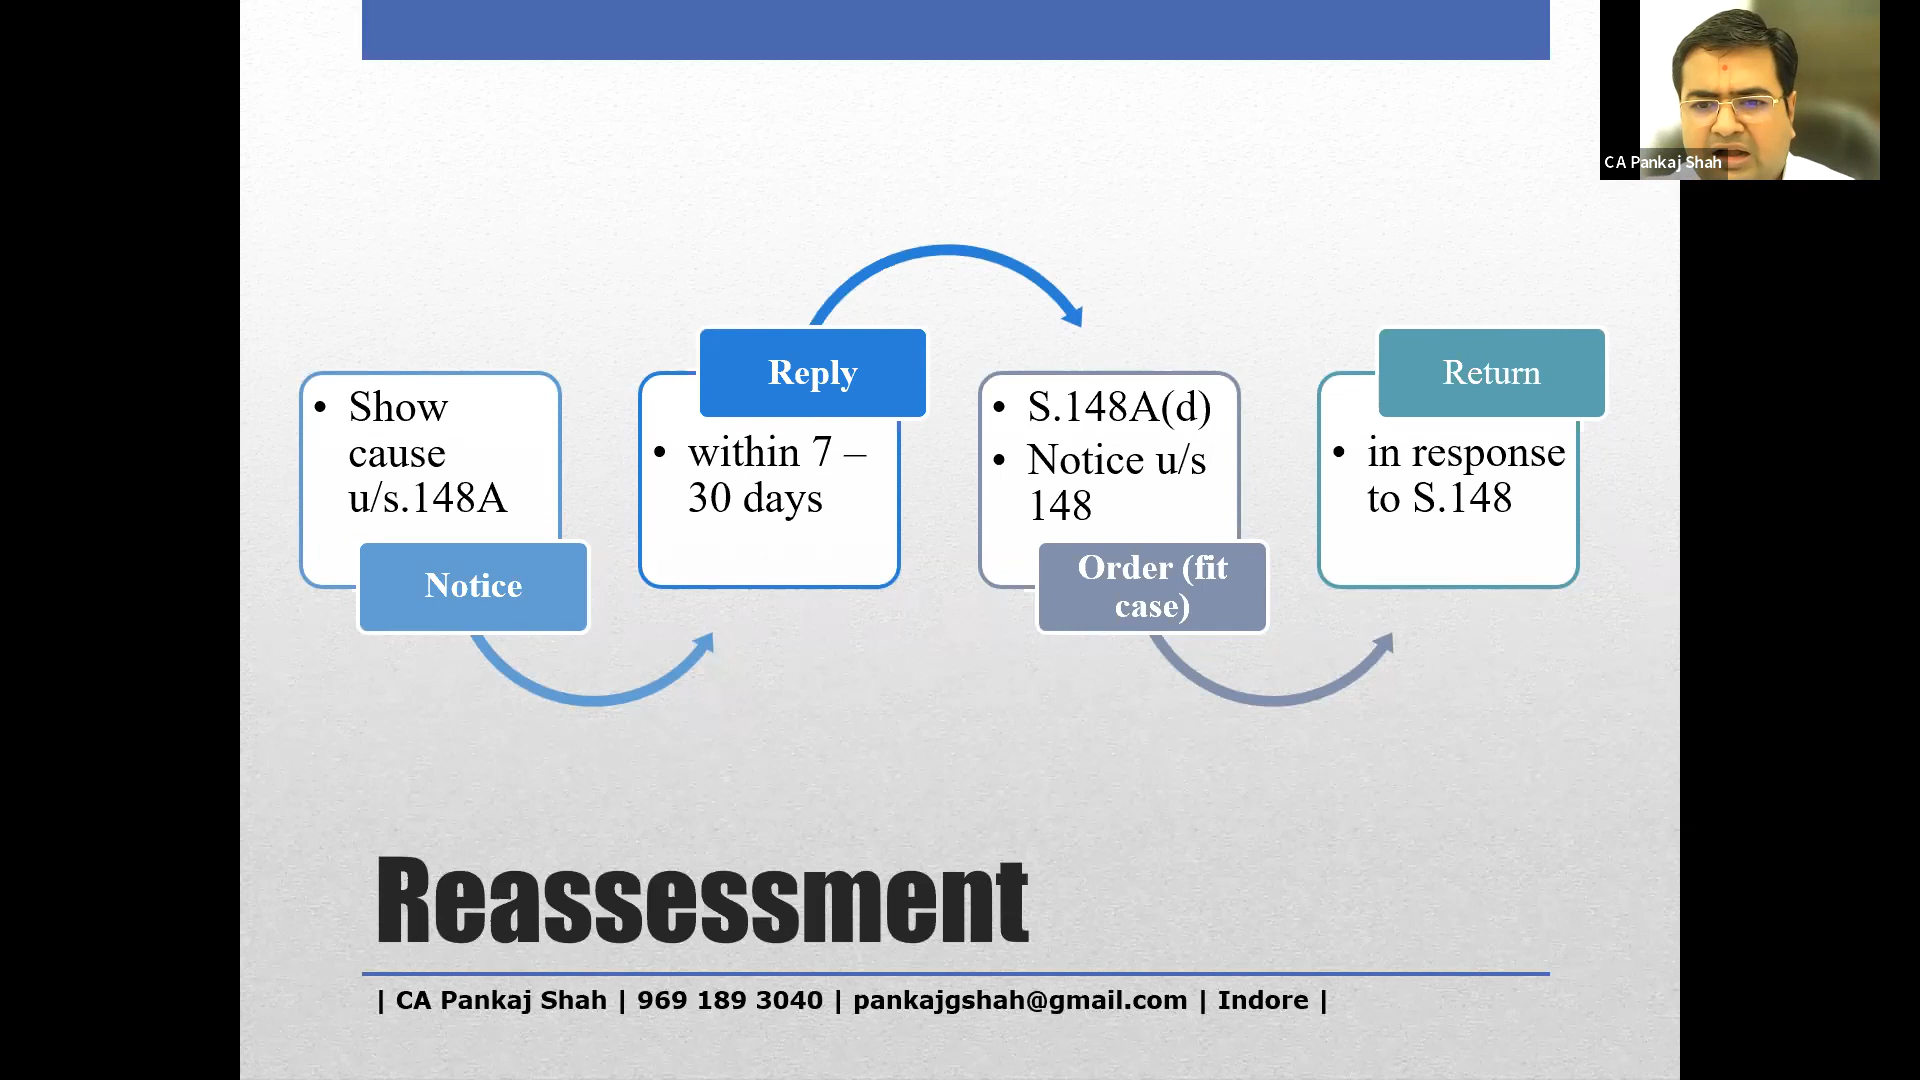 CA Pankaj Shah
• Show
cause
u/s.148A
Notice
Reply
• within 7 –
30 days
• S.148A(d)
• Notice u/s
148
Order (fit
case)
Return
• in response
to S.148
Reassessment
| CA Pankaj Shah | 969 189 3040 | pankajgshah@gmail.com | Indore |